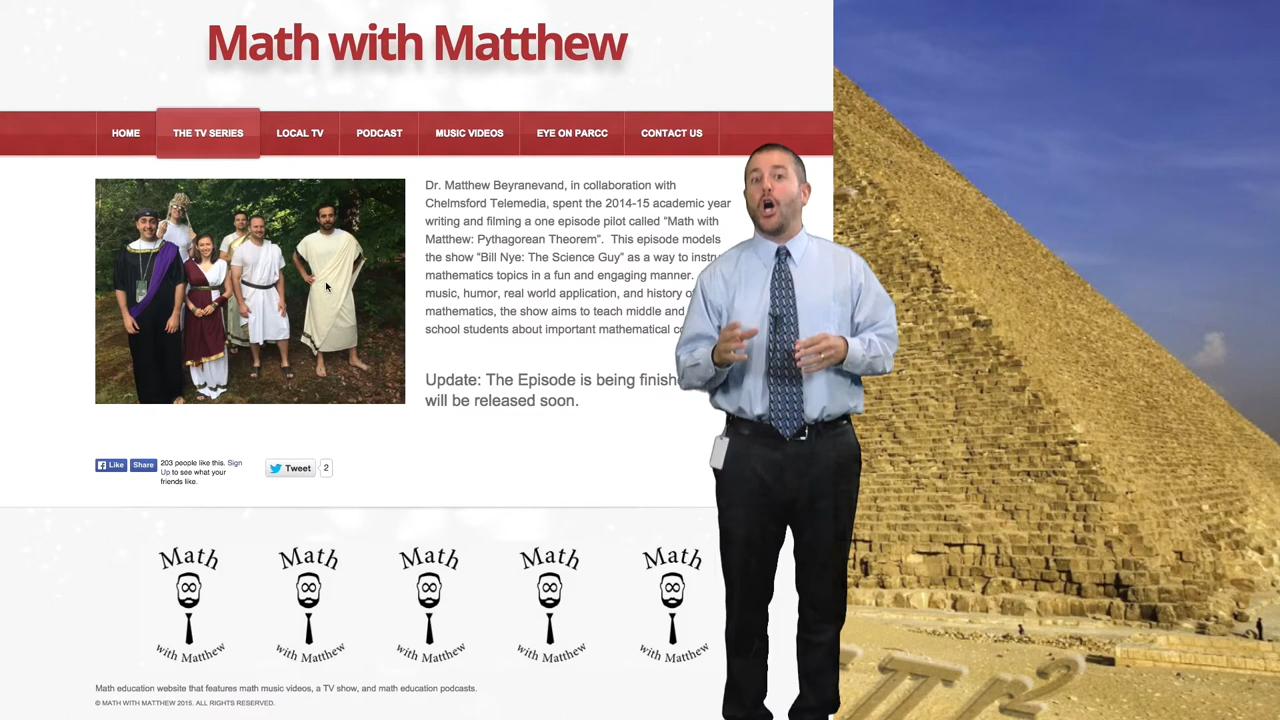 Math with Matthew
HOME THE TV SERIES LOCAL TV PODCAST MUSIC VIDEOS EYE ON PARCC CONTACT US
Dr. Matthew Beyranevand, in collaboration with
Chelmsford Telemedia, spent the 2014-15 academic year
writing and filming a one episode pilot called "Math with
Matthew: Pythagorean Theorem". This episode models
the show "Bill Nye: The Science Guy" as a way to instru
mathematics topics in a fun and engaging manner.
music, humor, real world application, and history o
mathematics, the show aims to teach middle and
school students about important mathematical co
Update: The Episode is being finish
will be released soon.
Like Share 203 people like this. Sign
Up to see what your
friends like.
Tweet 2
Math Math Math Math Math
with Matthew with Matthew with Matthew with Matthew with Matthew
Math education website that features math music videos, a TV show, and math education podcasts.
© MATH WITH MATTHEW 2015. ALL RIGHTS RESERVED.
πr²